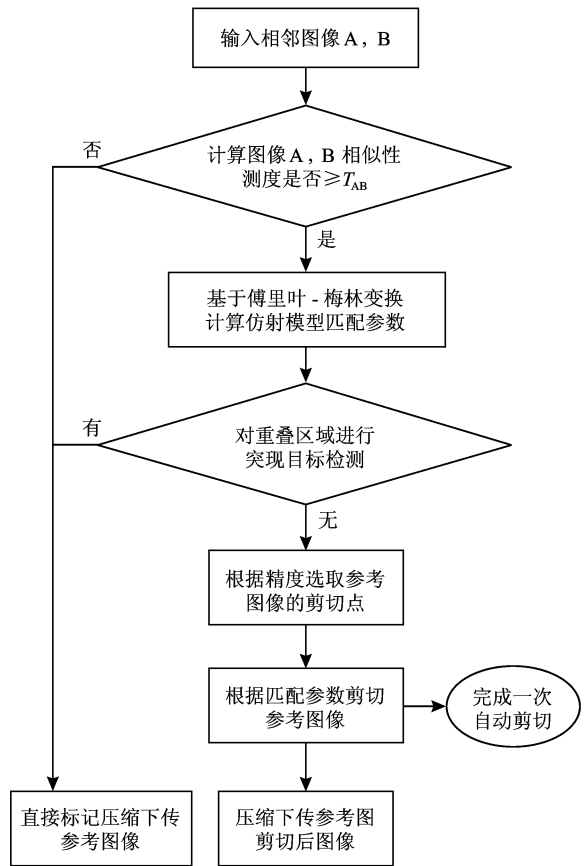 输入相邻图像A，B
否
计算图像A，B 相似性
测度是否≥T_AB
是
基于傅里叶-梅林变换
计算仿射模型匹配参数
有
对重叠区域进行
突现目标检测
无
根据精度选取参考
图像的剪切点
根据匹配参数剪切
参考图像
完成一次
自动剪切
直接标记压缩下传
参考图像
压缩下传参考图
剪切后图像